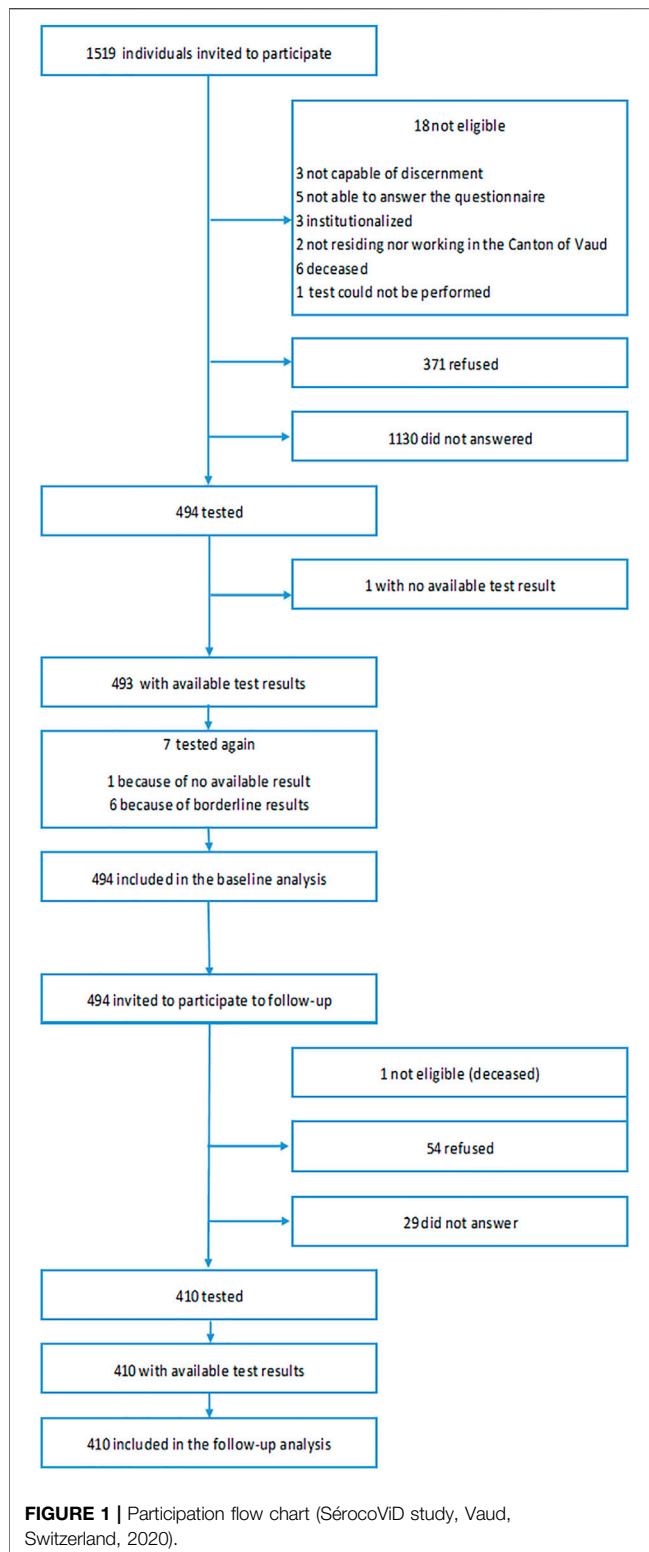 1519 individuals invited to participate
18 not eligible
3 not capable of discernment
5 not able to answer the questionnaire
3 institutionalized
2 not residing nor working in the Canton of Vaud
6 deceased
1 test could not be performed
371 refused
1130 did not answered
494 tested
1 with no available test result
493 with available test results
7 tested again
1 because of no available result
6 because of borderline results
494 included in the baseline analysis
494 invited to participate to follow-up
1 not eligible (deceased)
54 refused
29 did not answer
410 tested
410 with available test results
410 included in the follow-up analysis
FIGURE 1 | Participation flow chart (SérocoViD study, Vaud,
Switzerland, 2020).